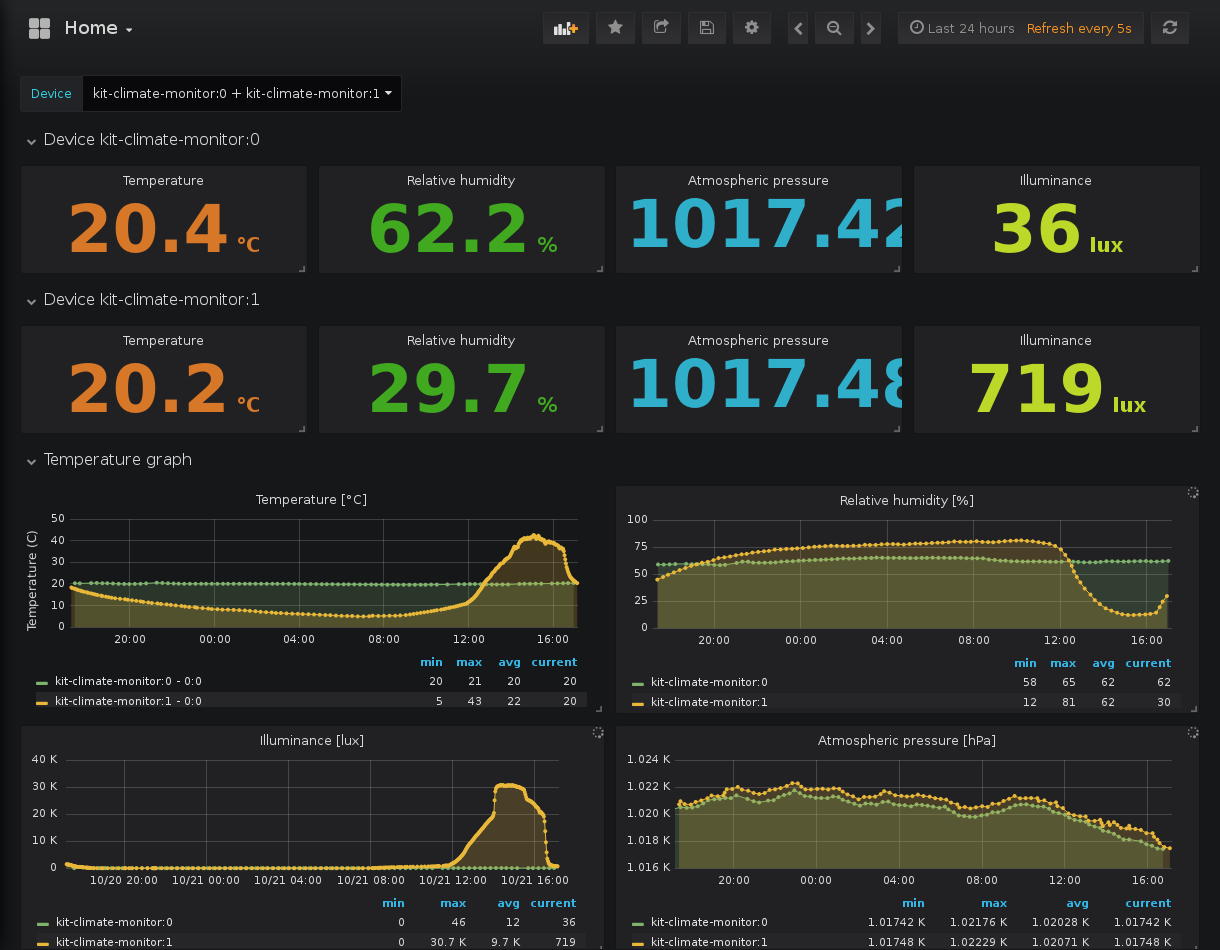 Home
Last 24 hours Refresh every 5s
Device kit-climate-monitor:0 + kit-climate-monitor:1
Device kit-climate-monitor:0
Temperature
20.4 °C
Relative humidity
62.2 %
Atmospheric pressure
1017.42
Illuminance
36 lux
Device kit-climate-monitor:1
Temperature
20.2 °C
Relative humidity
29.7 %
Atmospheric pressure
1017.48
Illuminance
719 lux
Temperature graph
Temperature [°C]
Temperature (C)
50
40
30
20
10
0
20:00 00:00 04:00 08:00 12:00 16:00
min max avg current
kit-climate-monitor:0 - 0:0 20 21 20 20
kit-climate-monitor:1 - 0:0 5 43 22 20
Relative humidity [%]
100
75
50
25
0
20:00 00:00 04:00 08:00 12:00 16:00
min max avg current
kit-climate-monitor:0 58 65 62 62
kit-climate-monitor:1 12 81 62 30
Illuminance [lux]
40 K
30 K
20 K
10 K
0
10/20 20:00 10/21 00:00 10/21 04:00 10/21 08:00 10/21 12:00 10/21 16:00
min max avg current
kit-climate-monitor:0 0 46 12 36
kit-climate-monitor:1 0 30.7 K 9.7 K 719
Atmospheric pressure [hPa]
1.024 K
1.022 K
1.020 K
1.018 K
1.016 K
20:00 00:00 04:00 08:00 12:00 16:00
min max avg current
kit-climate-monitor:0 1.01742 K 1.02176 K 1.02028 K 1.01742 K
kit-climate-monitor:1 1.01748 K 1.02229 K 1.02071 K 1.01748 K